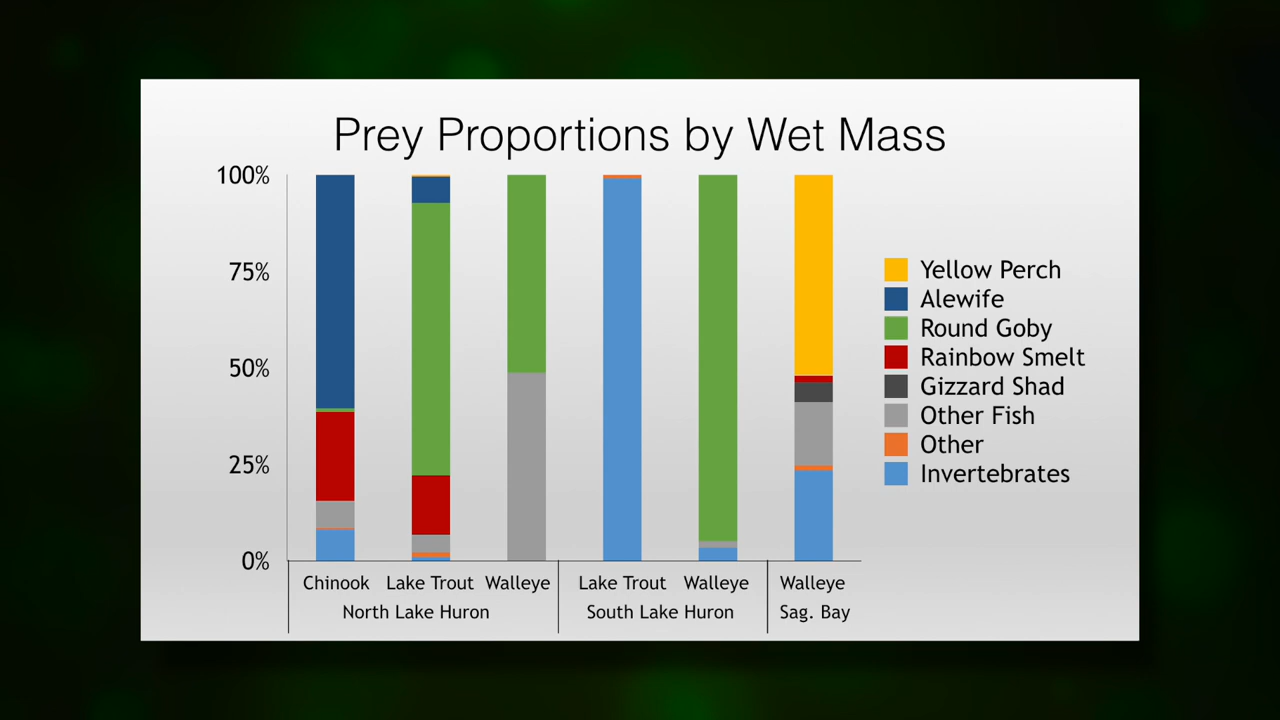 Prey Proportions by Wet Mass
100%
75%
50%
25%
0%
Yellow Perch
Alewife
Round Goby
Rainbow Smelt
Gizzard Shad
Other Fish
Other
Invertebrates
Chinook Lake Trout Walleye Lake Trout Walleye Walleye
North Lake Huron South Lake Huron Sag. Bay